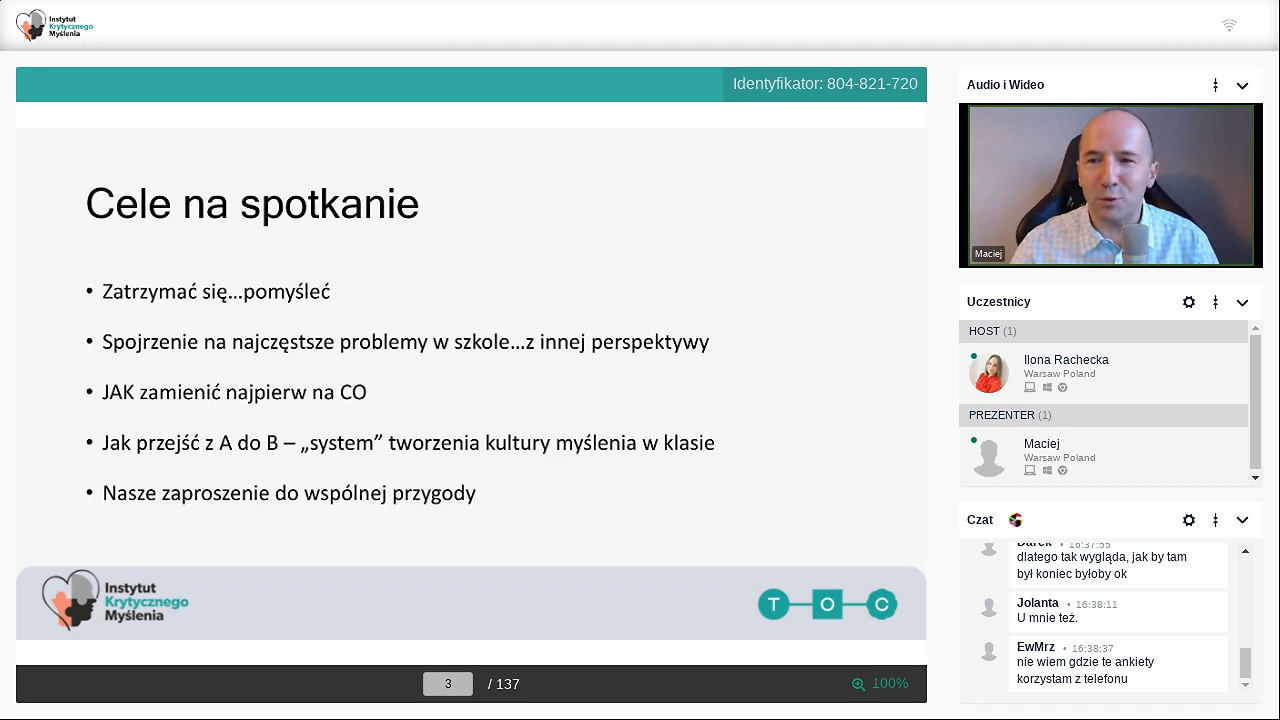 Instytut
Krytycznego
Myślenia
Identyfikator: 804-821-720
Cele na spotkanie
• Zatrzymać się...pomyśleć
• Spojrzenie na najczęstsze problemy w szkole...z innej perspektywy
• JAK zamienić najpierw na CO
• Jak przejść z A do B – „system” tworzenia kultury myślenia w klasie
• Nasze zaproszenie do wspólnej przygody
Instytut
Krytycznego
Myślenia
T O C
3 / 137
100%
Audio i Wideo
Maciej
Uczestnicy
HOST (1)
Ilona Rachecka
Warsaw Poland
PREZENTER (1)
Maciej
Warsaw Poland
Czat
Darek • 16:37:55
dlatego tak wygląda, jak by tam
był koniec byłoby ok
Jolanta • 16:38:11
U mnie też.
EwMrz • 16:38:37
nie wiem gdzie te ankiety
korzystam z telefonu